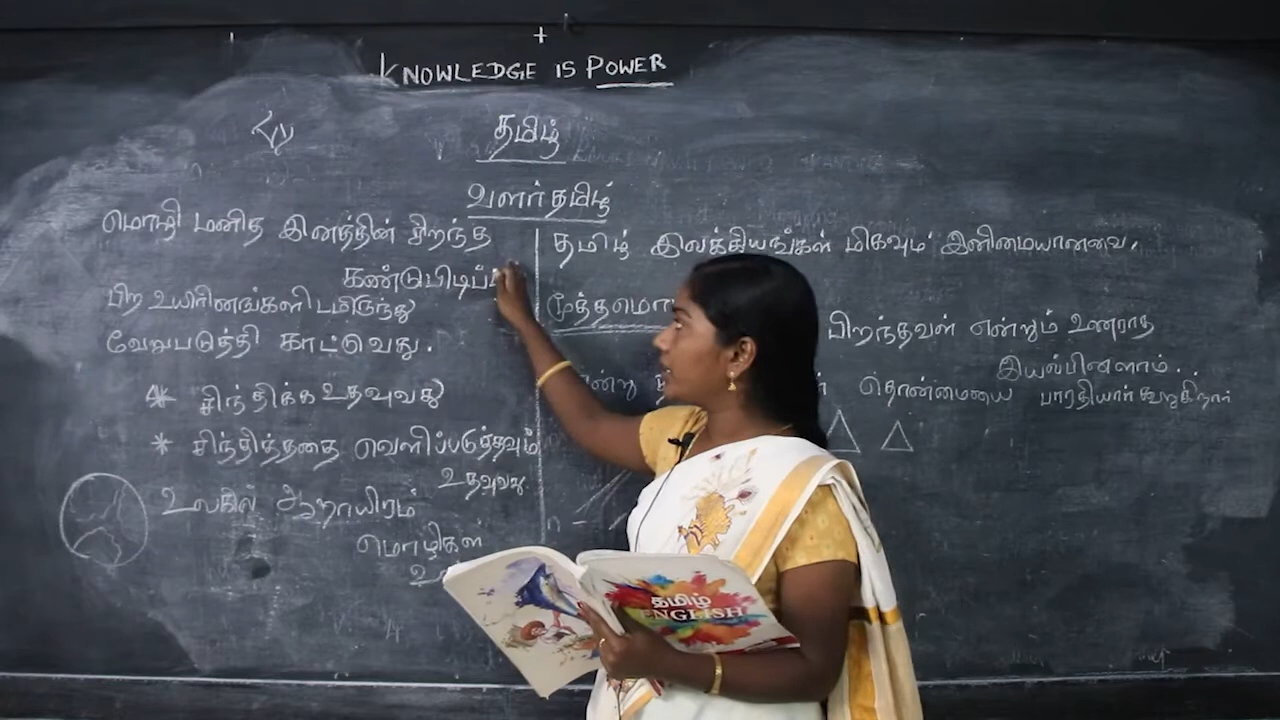 KNOWLEDGE IS POWER
தமிழ்
வளர்தமிழ்
மொழி மனித இனத்தின் சிறந்த
பிற உயிரினங்களிடமிருந்து
வேறுபடுத்தி காட்டுவது.
* சிந்திக்க உதவுவது
* சிந்தித்ததை வெளிப்படுத்தவும்
உதவுவது
உலகில் ஆறாயிரம்
மொழிகள
தமிழ் இலக்கியங்கள் மிகவும் இனிமையானவை.
பிறந்தவள் என்றும் உணராத
இயல்பினளாம்..
தொன்மையை பாரதியார் கூறுகிறார்
தமிழ்
ENGLISH